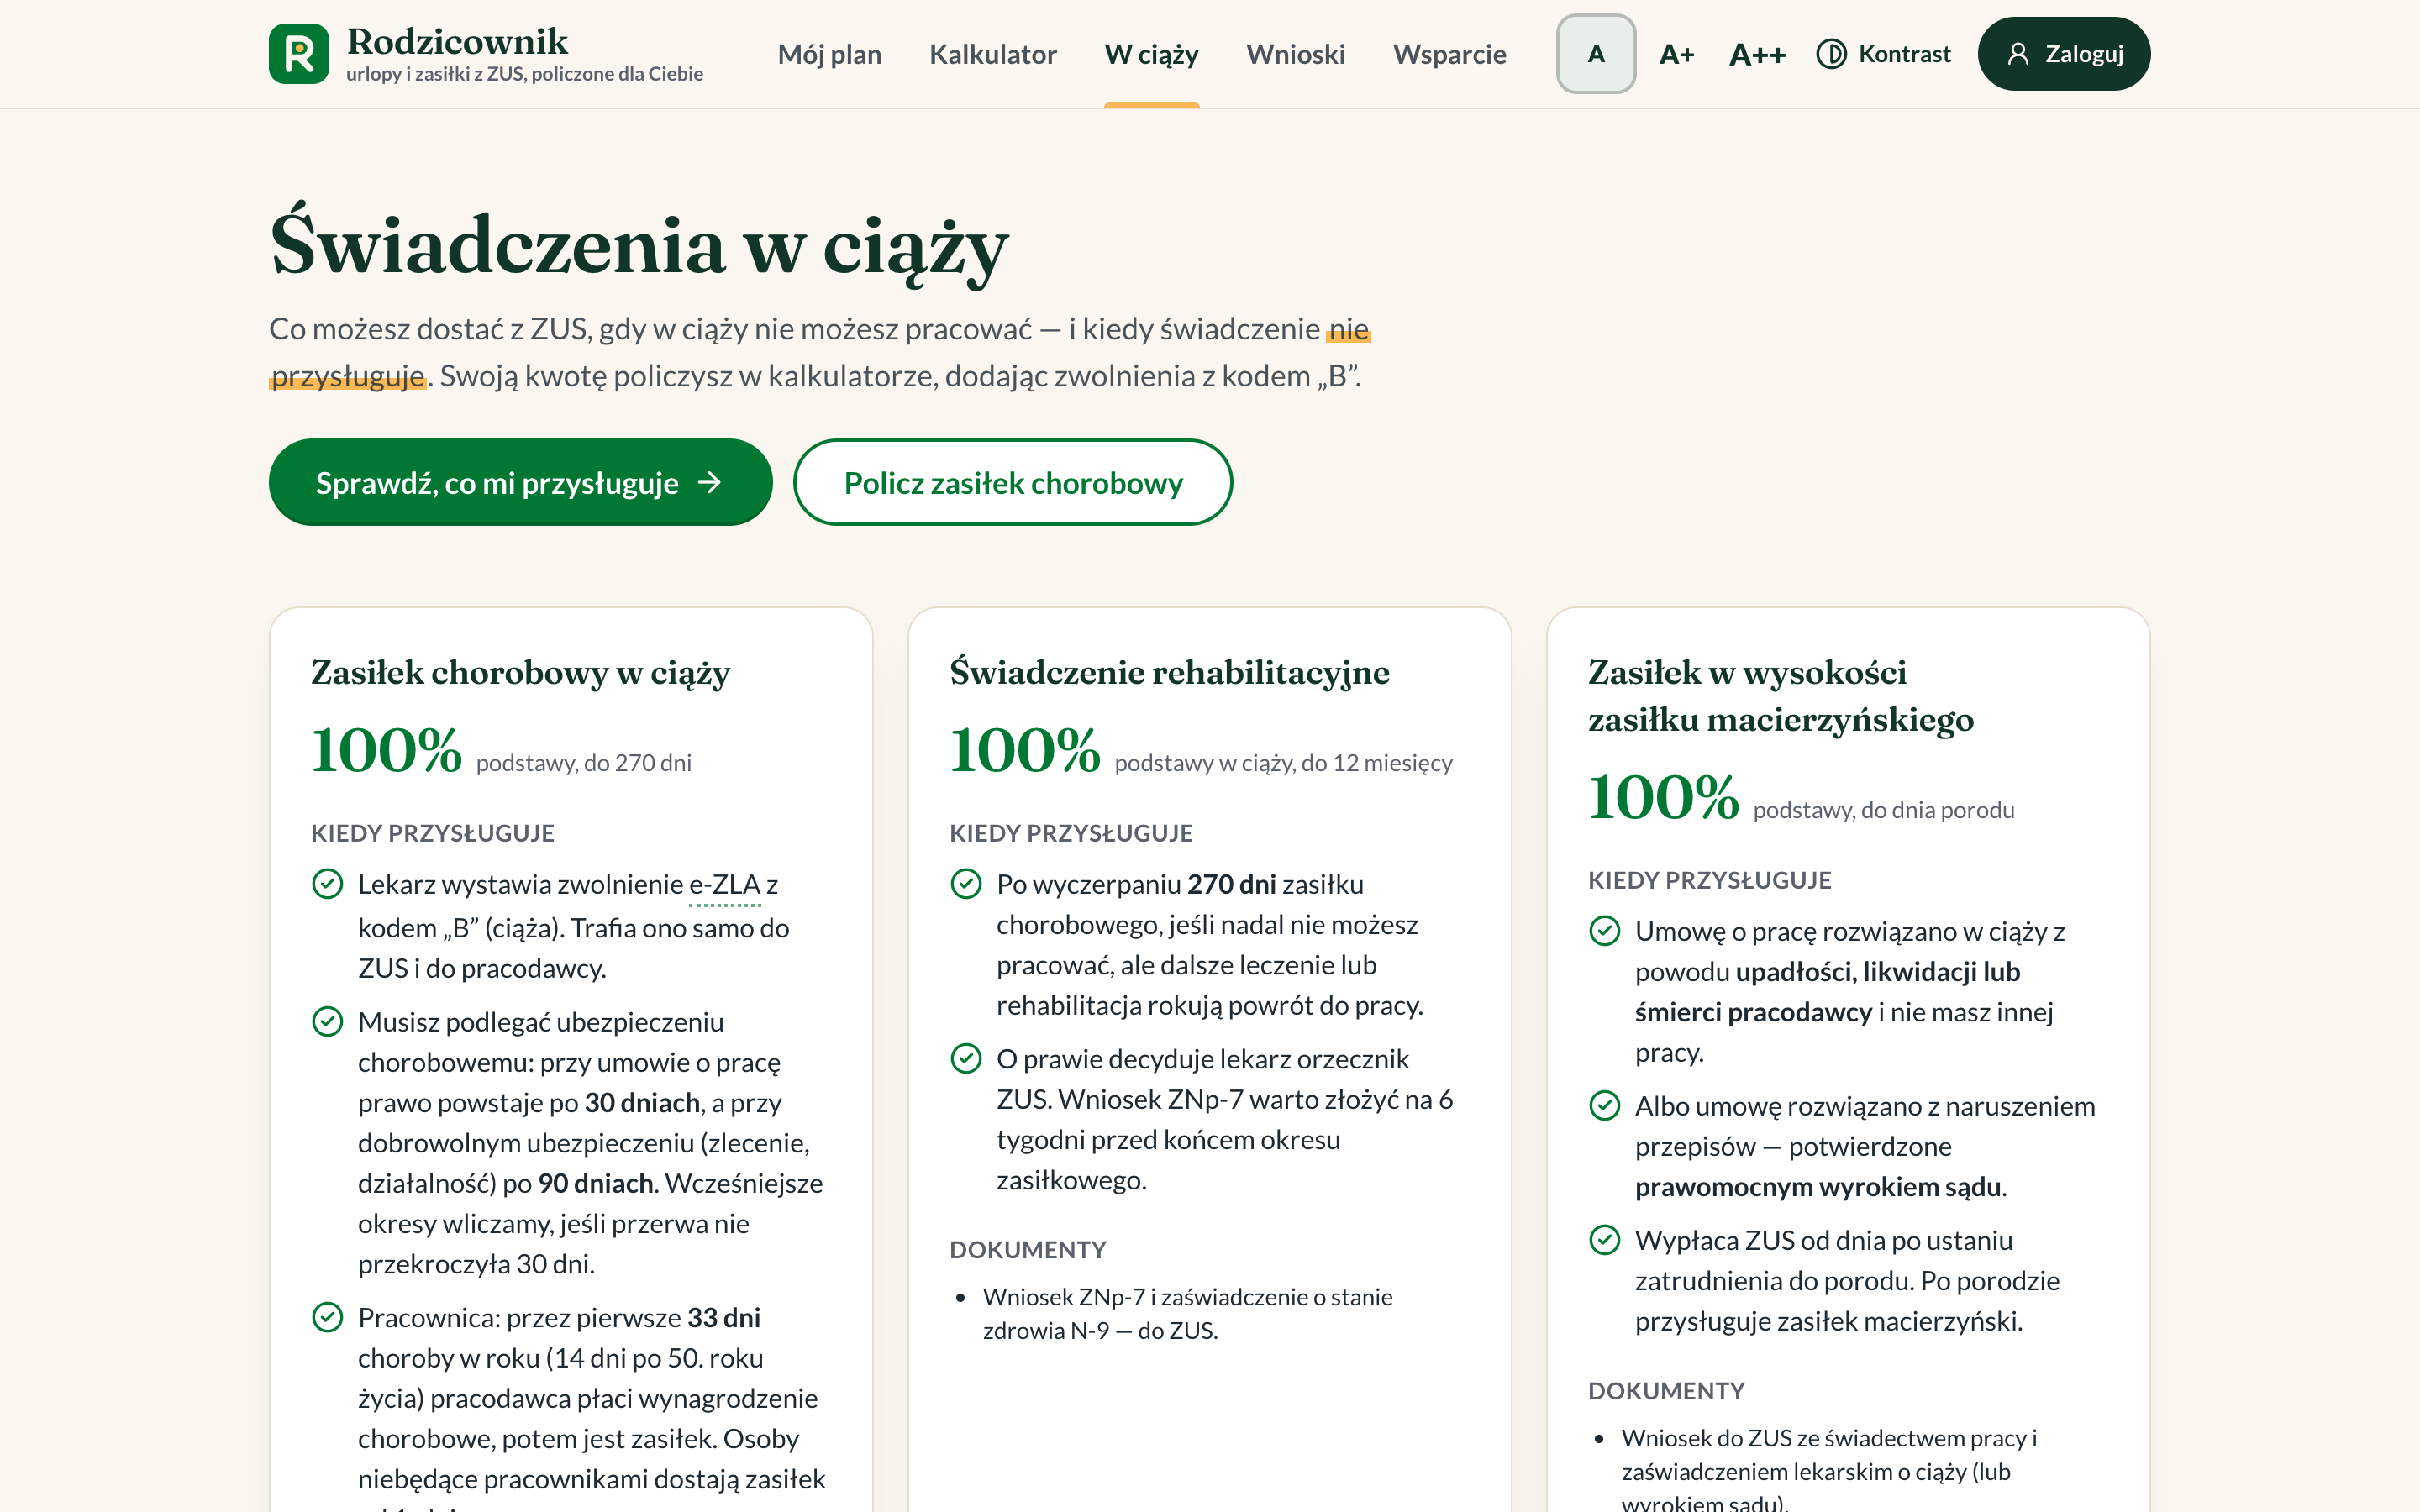 Rodzicownik
urlopy i zasiłki z ZUS, policzone dla Ciebie
Mój plan
Kalkulator
W ciąży
Wnioski
Wsparcie
A
A+
A++
Kontrast
Zaloguj
Świadczenia w ciąży
Co możesz dostać z ZUS, gdy w ciąży nie możesz pracować — i kiedy świadczenie nie
przysługuje. Swoją kwotę policzysz w kalkulatorze, dodając zwolnienia z kodem „B”.
Sprawdź, co mi przysługuje →
Policz zasiłek chorobowy
Zasiłek chorobowy w ciąży
100% podstawy, do 270 dni
KIEDY PRZYSŁUGUJE
Lekarz wystawia zwolnienie e-ZLA z
kodem „B” (ciąża). Trafia ono samo do
ZUS i do pracodawcy.
Musisz podlegać ubezpieczeniu
chorobowemu: przy umowie o pracę
prawo powstaje po 30 dniach, a przy
dobrowolnym ubezpieczeniu (zlecenie,
działalność) po 90 dniach. Wcześniejsze
okresy wliczamy, jeśli przerwa nie
przekroczyła 30 dni.
Pracownica: przez pierwsze 33 dni
choroby w roku (14 dni po 50. roku
życia) pracodawca płaci wynagrodzenie
chorobowe, potem jest zasiłek. Osoby
niebędące pracownikami dostają zasiłek
Świadczenie rehabilitacyjne
100% podstawy w ciąży, do 12 miesięcy
KIEDY PRZYSŁUGUJE
Po wyczerpaniu 270 dni zasiłku
chorobowego, jeśli nadal nie możesz
pracować, ale dalsze leczenie lub
rehabilitacja rokują powrót do pracy.
O prawie decyduje lekarz orzecznik
ZUS. Wniosek ZNp-7 warto złożyć na 6
tygodni przed końcem okresu
zasiłkowego.
DOKUMENTY
• Wniosek ZNp-7 i zaświadczenie o stanie
zdrowia N-9 — do ZUS.
Zasiłek w wysokości
zasiłku macierzyńskiego
100% podstawy, do dnia porodu
KIEDY PRZYSŁUGUJE
Umowę o pracę rozwiązano w ciąży z
powodu upadłości, likwidacji lub
śmierci pracodawcy i nie masz innej
pracy.
Albo umowę rozwiązano z naruszeniem
przepisów — potwierdzone
prawomocnym wyrokiem sądu.
Wypłaca ZUS od dnia po ustaniu
zatrudnienia do porodu. Po porodzie
przysługuje zasiłek macierzyński.
DOKUMENTY
• Wniosek do ZUS ze świadectwem pracy i
zaświadczeniem lekarskim o ciąży (lub
wyrokiem sądu).